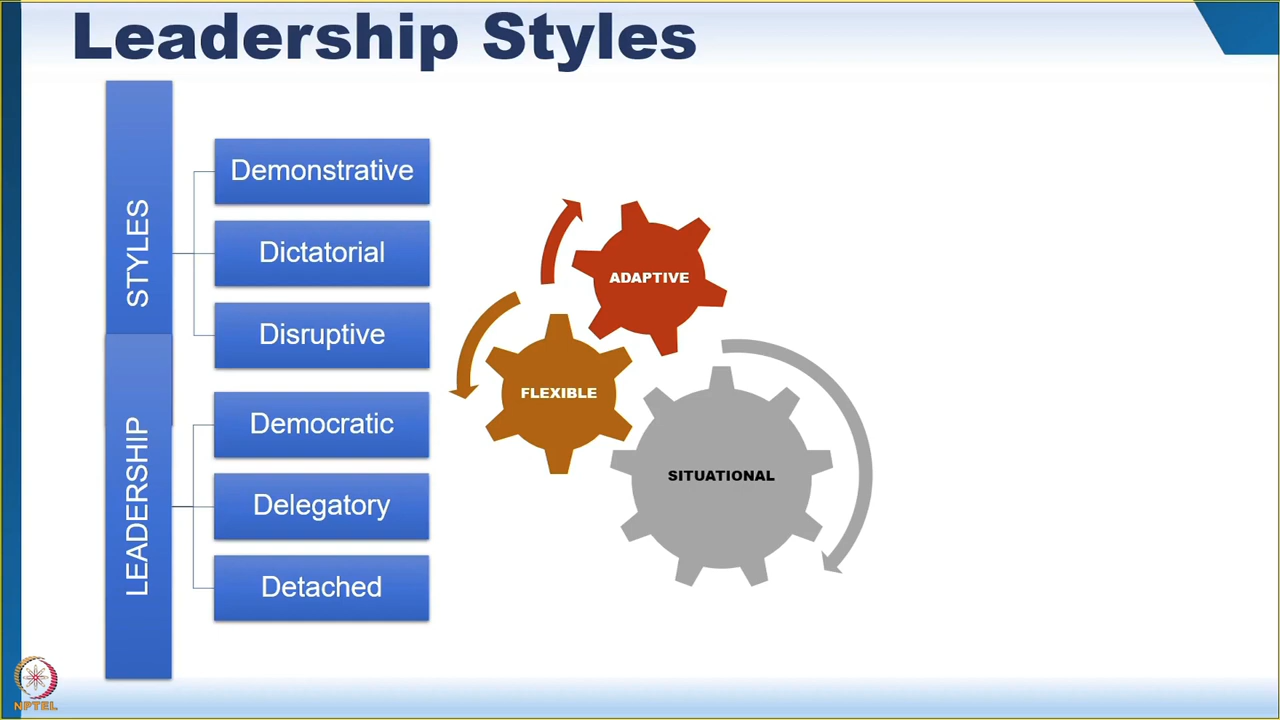 Leadership Styles
LEADERSHIP STYLES
Demonstrative
Dictatorial
Disruptive
Democratic
Delegatory
Detached
ADAPTIVE
FLEXIBLE
SITUATIONAL
NPTEL